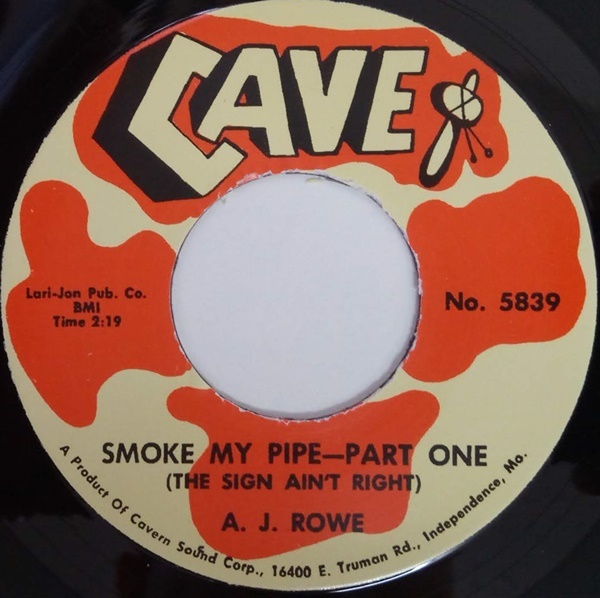 CAVE
Lari-Jon Pub. Co.
BMI
Time 2:19
No. 5839
SMOKE MY PIPE—PART ONE
(THE SIGN AIN'T RIGHT)
A. J. ROWE
A Product Of Cavern Sound Corp., 16400 E. Truman Rd., Independence, Mo.